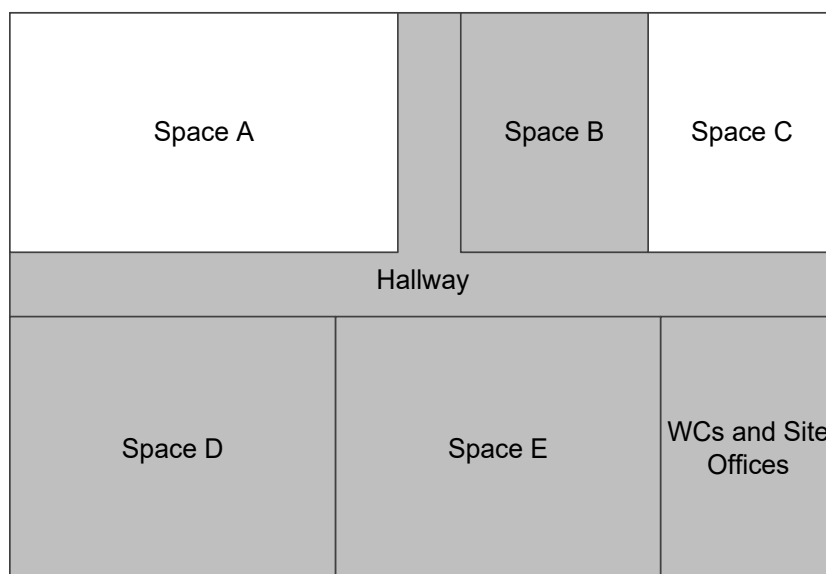 Space A
Space B
Space C
Hallway
Space D
Space E
WCs and Site
Offices